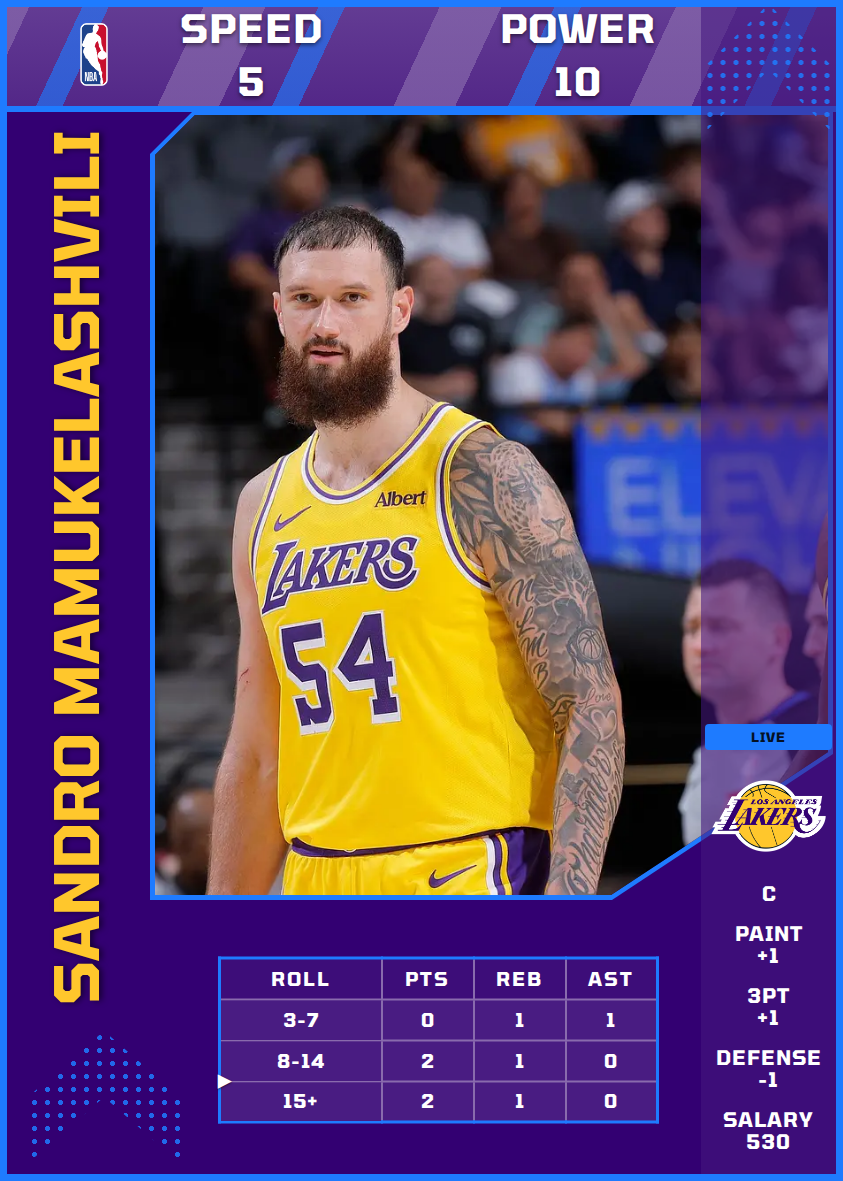 SPEED
5
POWER
10
NBA
SANDRO MAMUKELASHVILI
Albert
LAKERS
54
ELEV
LIVE
LOS ANGELES
LAKERS
C
PAINT
+1
3PT
+1
DEFENSE
-1
SALARY
530
ROLL PTS REB AST
3-7 0 1 1
8-14 2 1 0
15+ 2 1 0